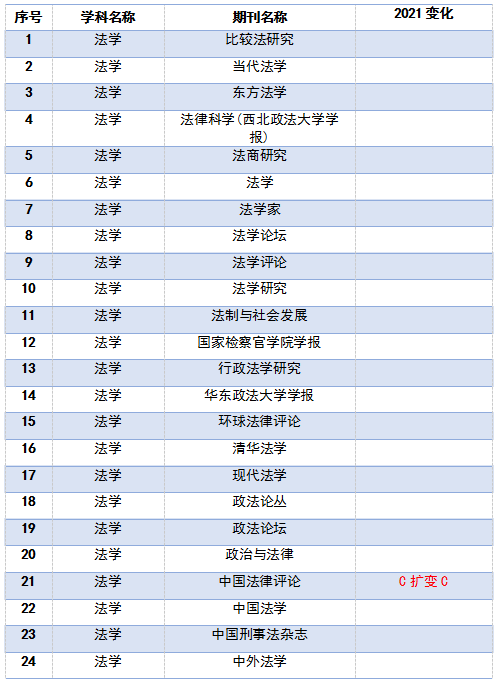 序号 学科名称 期刊名称 2021 变化
1 法学 比较法研究
2 法学 当代法学
3 法学 东方法学
4 法学 法律科学(西北政法大学学
报)
5 法学 法商研究
6 法学 法学
7 法学 法学家
8 法学 法学论坛
9 法学 法学评论
10 法学 法学研究
11 法学 法制与社会发展
12 法学 国家检察官学院学报
13 法学 行政法学研究
14 法学 华东政法大学学报
15 法学 环球法律评论
16 法学 清华法学
17 法学 现代法学
18 法学 政法论丛
19 法学 政法论坛
20 法学 政治与法律
21 法学 中国法律评论 C 扩变 C
22 法学 中国法学
23 法学 中国刑事法杂志
24 法学 中外法学